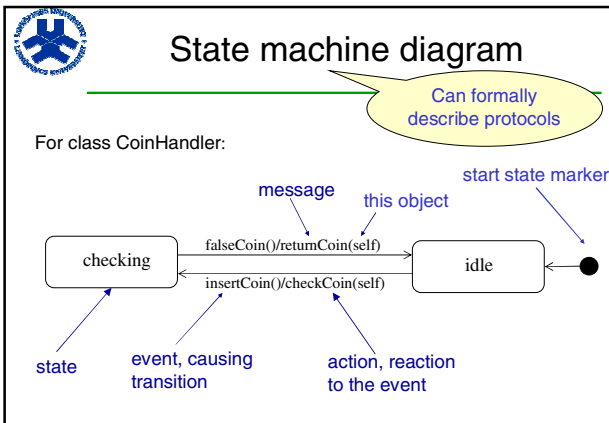 State machine diagram
Can formally
describe protocols
For class CoinHandler:
start state marker
message
this object
falseCoin()/returnCoin(self)
checking
idle
insertCoin()/checkCoin(self)
state
event, causing
transition
action, reaction
to the event